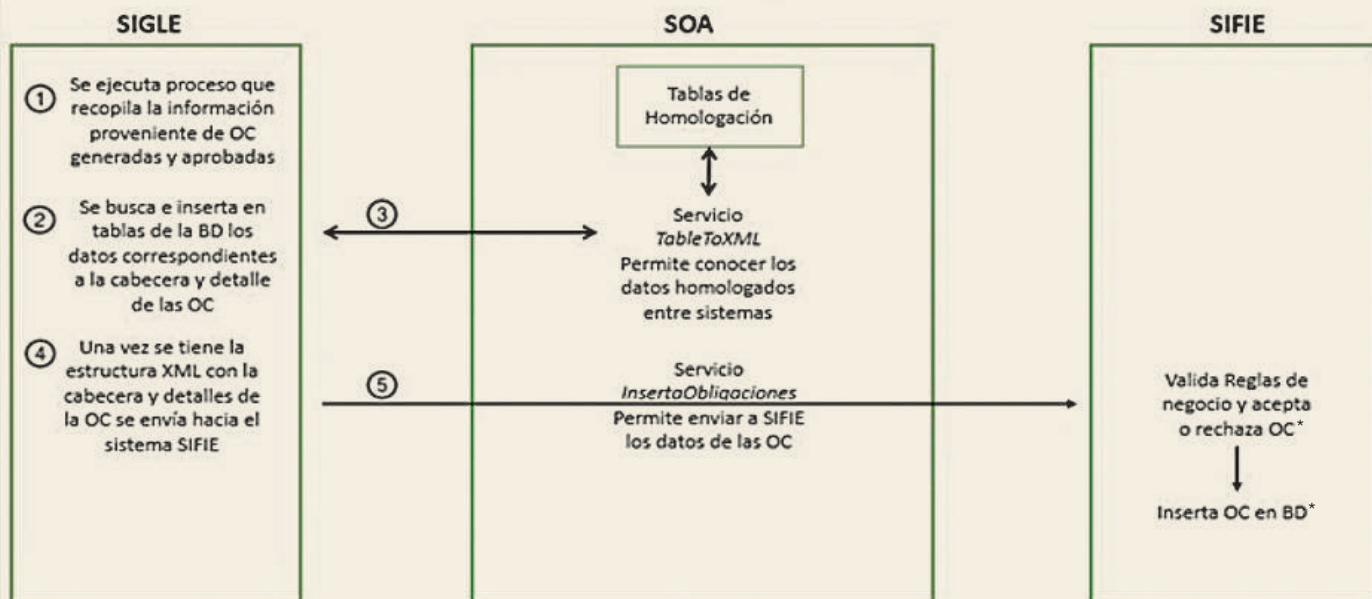 SIGLE
① Se ejecuta proceso que
recopila la información
proveniente de OC
generadas y aprobadas
② Se busca e inserta en
tablas de la BD los
datos correspondientes
a la cabecera y detalle
de las OC
④ Una vez se tiene la
estructura XML con la
cabecera y detalles de
la OC se envía hacia el
sistema SIFIE
③
⑤
SOA
Tablas de
Homologación
Servicio
TableToXML
Permite conocer los
datos homologados
entre sistemas
Servicio
InsertaObligaciones
Permite enviar a SIFIE
los datos de las OC
SIFIE
Valida Reglas de
negocio y acepta
o rechaza OC*
Inserta OC en BD*